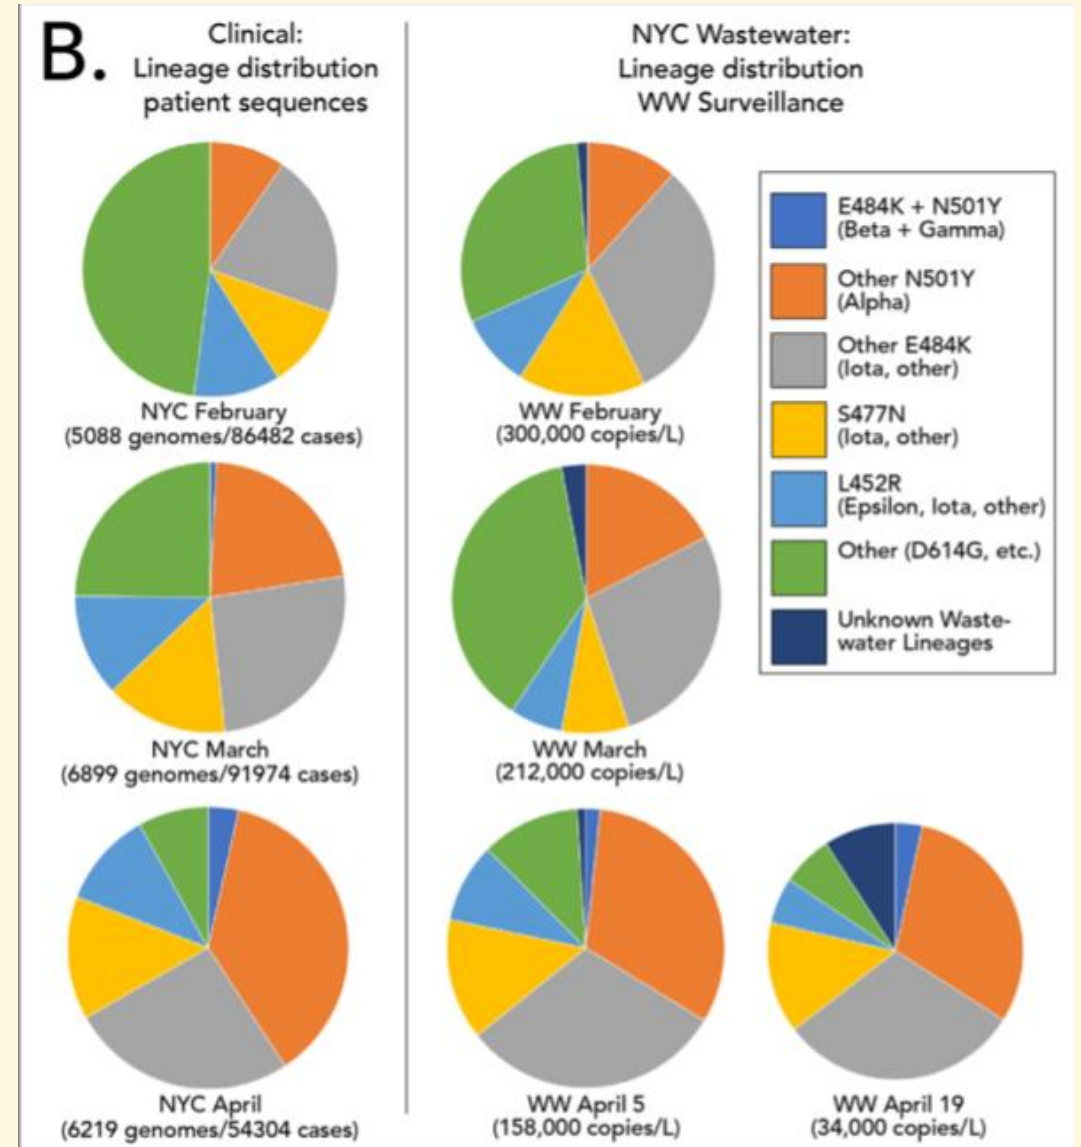 B.
Clinical:
Lineage distribution
patient sequences
NYC Wastewater:
Lineage distribution
WW Surveillance
NYC February
(5088 genomes/86482 cases)
WW February
(300,000 copies/L)
E484K + N501Y
(Beta + Gamma)
Other N501Y
(Alpha)
Other E484K
(Iota, other)
S477N
(Iota, other)
L452R
(Epsilon, Iota, other)
Other (D614G, etc.)
Unknown Waste-
water Lineages
NYC March
(6899 genomes/91974 cases)
WW March
(212,000 copies/L)
NYC April
(6219 genomes/54304 cases)
WW April 5
(158,000 copies/L)
WW April 19
(34,000 copies/L)